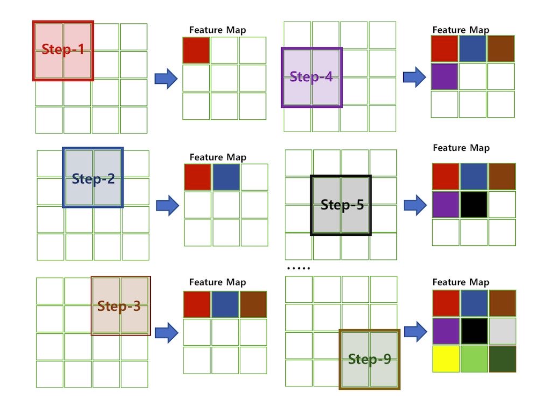 Feature Map
Step-1
Feature Map
Step-4
Feature Map
Step-2
Feature Map
Step-5
.....
Feature Map
Step-3
Feature Map
Step-9